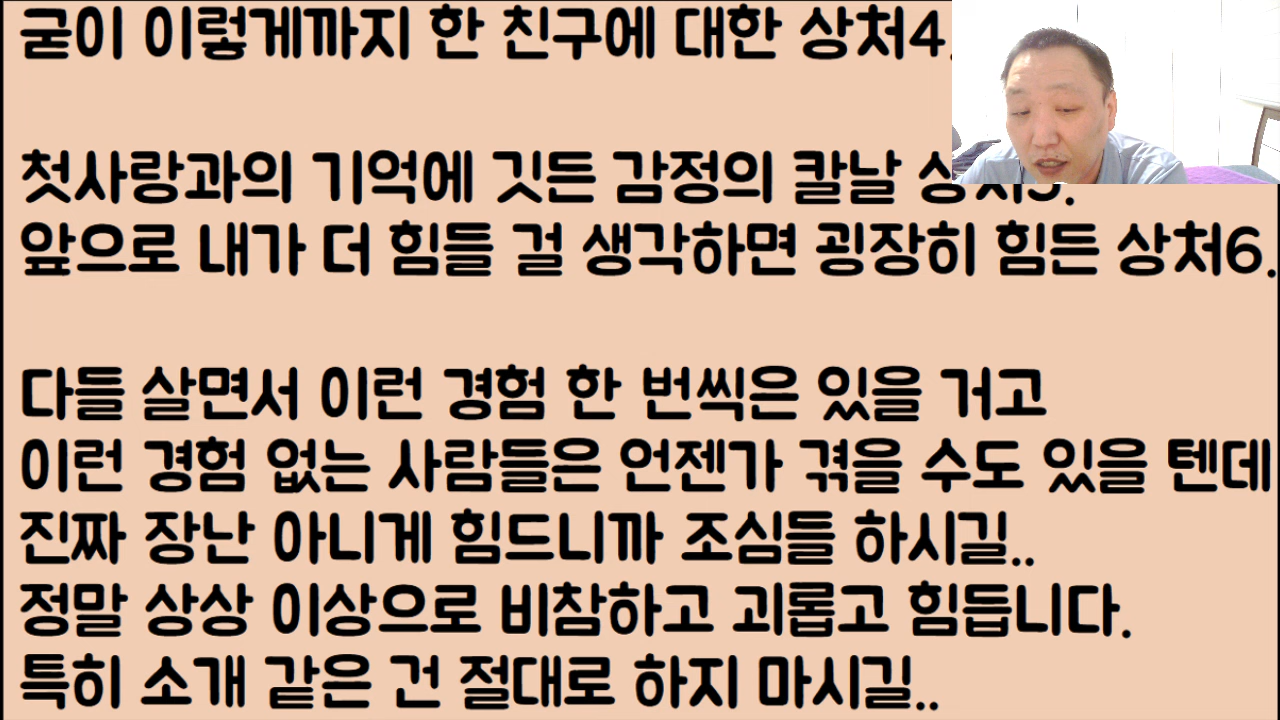 굳이 이렇게까지 한 친구에 대한 상처4.
첫사랑과의 기억에 깃든 감정의 칼날 상처5.
앞으로 내가 더 힘들 걸 생각하면 굉장히 힘든 상처6.
다들 살면서 이런 경험 한 번씩은 있을 거고
이런 경험 없는 사람들은 언젠가 겪을 수도 있을 텐데
진짜 장난 아니게 힘드니까 조심들 하시길..
정말 상상 이상으로 비참하고 괴롭고 힘듭니다.
특히 소개 같은 건 절대로 하지 마시길..